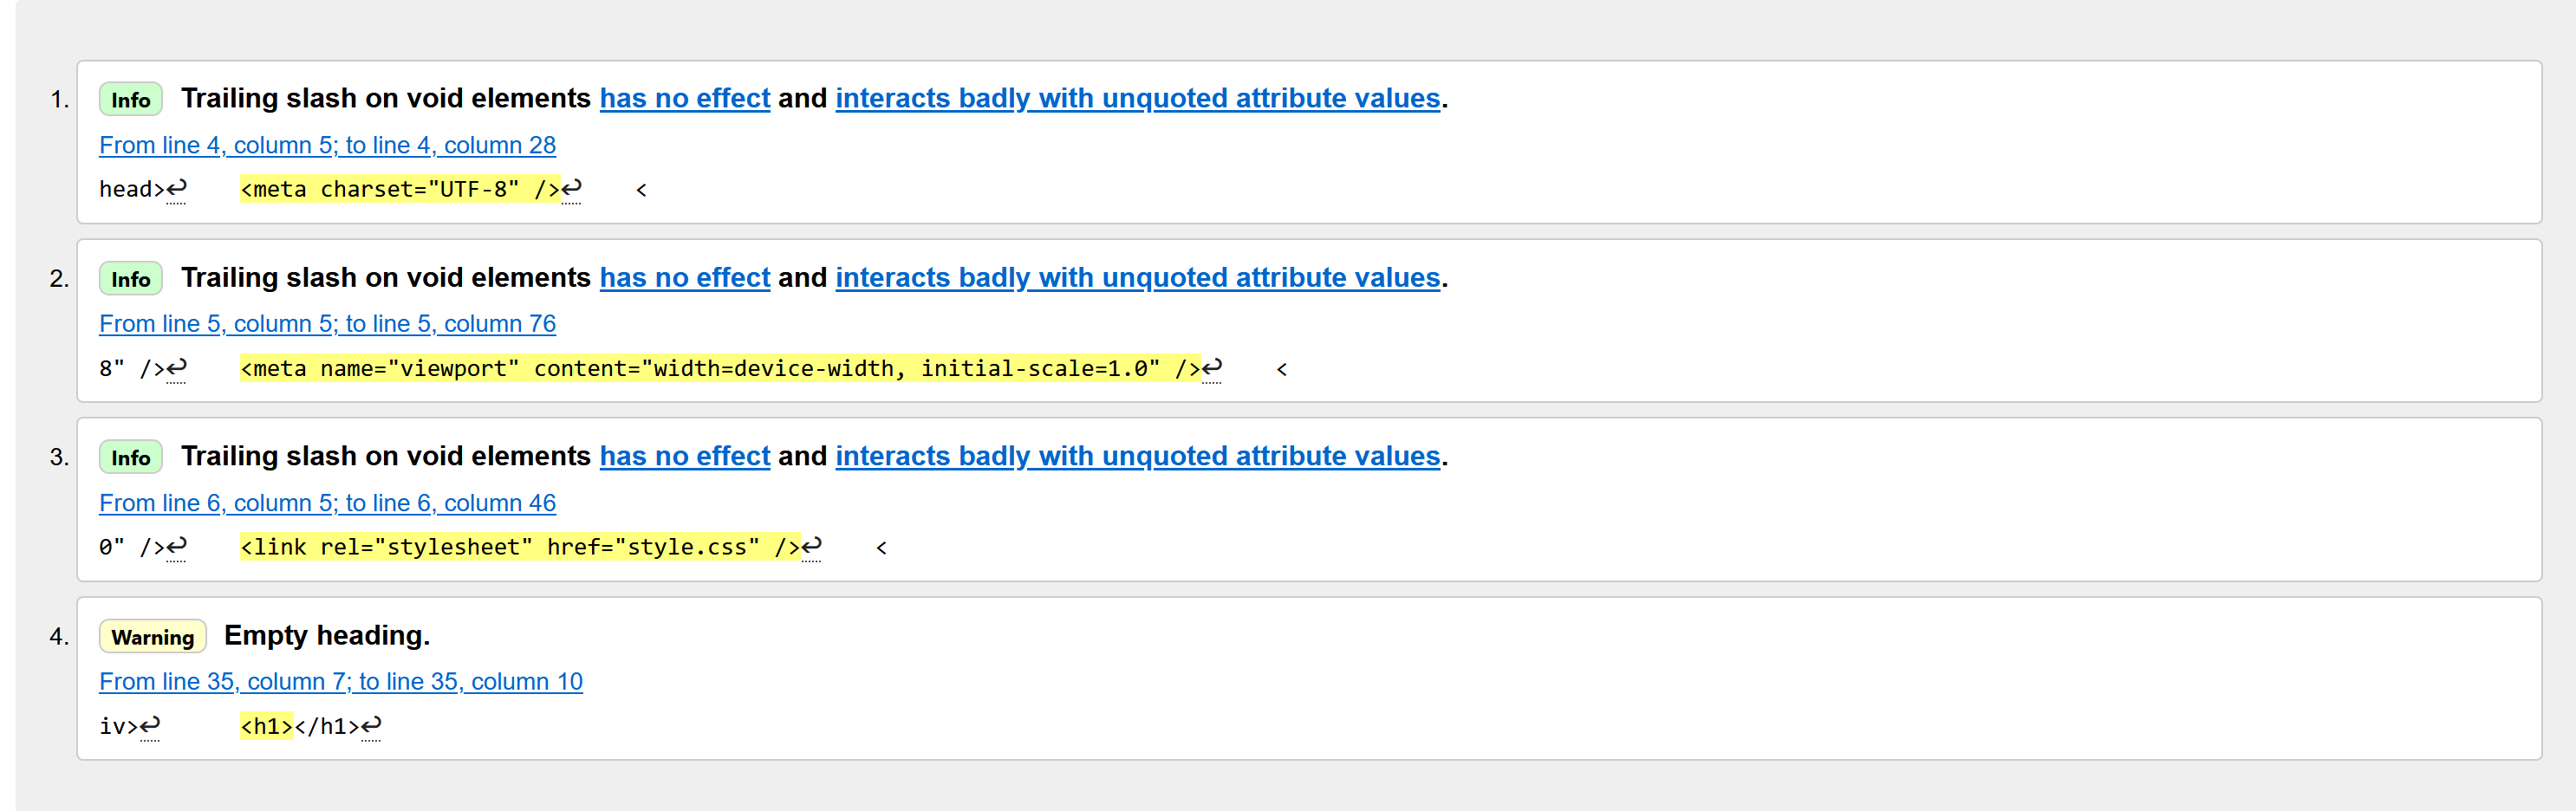 1. Info Trailing slash on void elements has no effect and interacts badly with unquoted attribute values.
From line 4, column 5; to line 4, column 28
head>↩    <meta charset="UTF-8" />↩    <
2. Info Trailing slash on void elements has no effect and interacts badly with unquoted attribute values.
From line 5, column 5; to line 5, column 76
8" />↩    <meta name="viewport" content="width=device-width, initial-scale=1.0" />↩    <
3. Info Trailing slash on void elements has no effect and interacts badly with unquoted attribute values.
From line 6, column 5; to line 6, column 46
0" />↩    <link rel="stylesheet" href="style.css" />↩    <
4. Warning Empty heading.
From line 35, column 7; to line 35, column 10
iv>↩      <h1></h1>↩